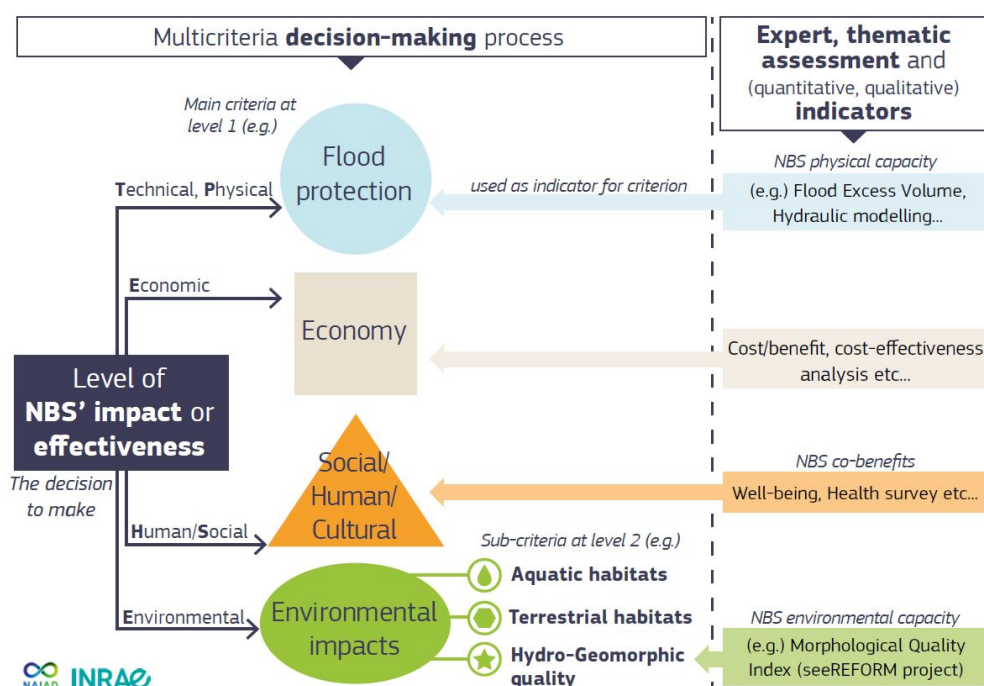 Multicriteria decision-making process
Expert, thematic
assessment and
(quantitative, qualitative)
indicators
Main criteria at
level 1 (e.g.)
Flood
protection
Technical, Physical
used as indicator for criterion
NBS physical capacity
(e.g.) Flood Excess Volume,
Hydraulic modelling...
Economic
Economy
Cost/benefit, cost-effectiveness
analysis etc...
Level of
NBS' impact or
effectiveness
The decision
to make
Social/
Human/
Cultural
NBS co-benefits
Well-being, Health survey etc...
Human/Social
Sub-criteria at level 2 (e.g.)
Aquatic habitats
Environmental
Environmental
impacts
Terrestrial habitats
Hydro-Geomorphic
quality
NBS environmental capacity
(e.g.) Morphological Quality
Index (seeREFORM project)
NAIAD
INRAE